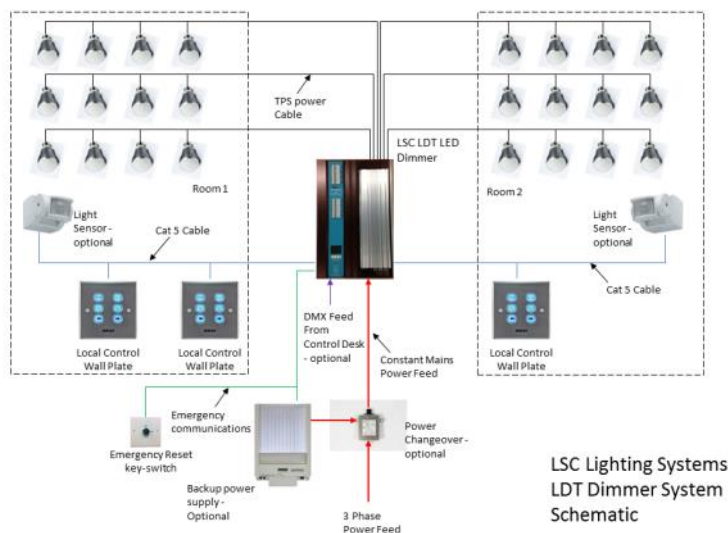 TPS power
Cable
LSC LDT LED
Dimmer
Room 1
Room 2
Light
Sensor -
optional
Cat 5 Cable
Light
Sensor -
optional
Cat 5 Cable
Local Control
Wall Plate
Local Control
Wall Plate
DMX Feed
From
Control Desk
- optional
Local Control
Wall Plate
Constant Mains
Power Feed
Emergency
communications
Emergency Reset
key-switch
Power
Changeover -
optional
Backup power
supply -
Optional
3 Phase
Power Feed
LSC Lighting Systems
LDT Dimmer System
Schematic